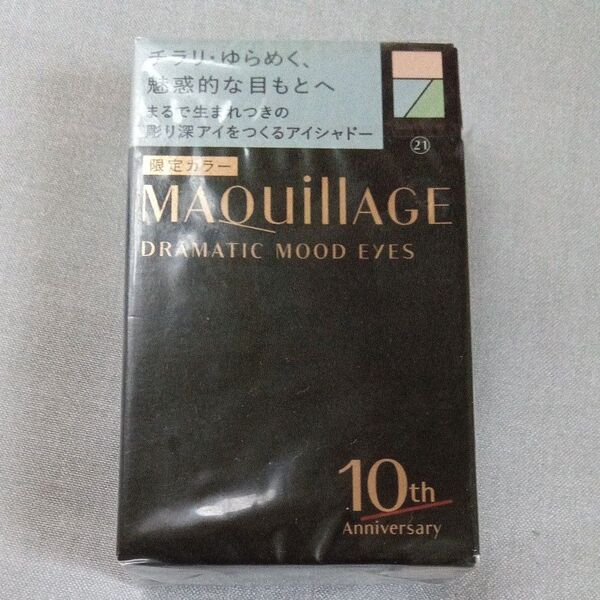 チラリ・ゆらめく、
魅惑的な目もとへ
まるで生まれつきの
彫り深アイをつくるアイシャドー
㉑
限定カラー
MAQuillAGE
DRAMATIC MOOD EYES
10th
Anniversary